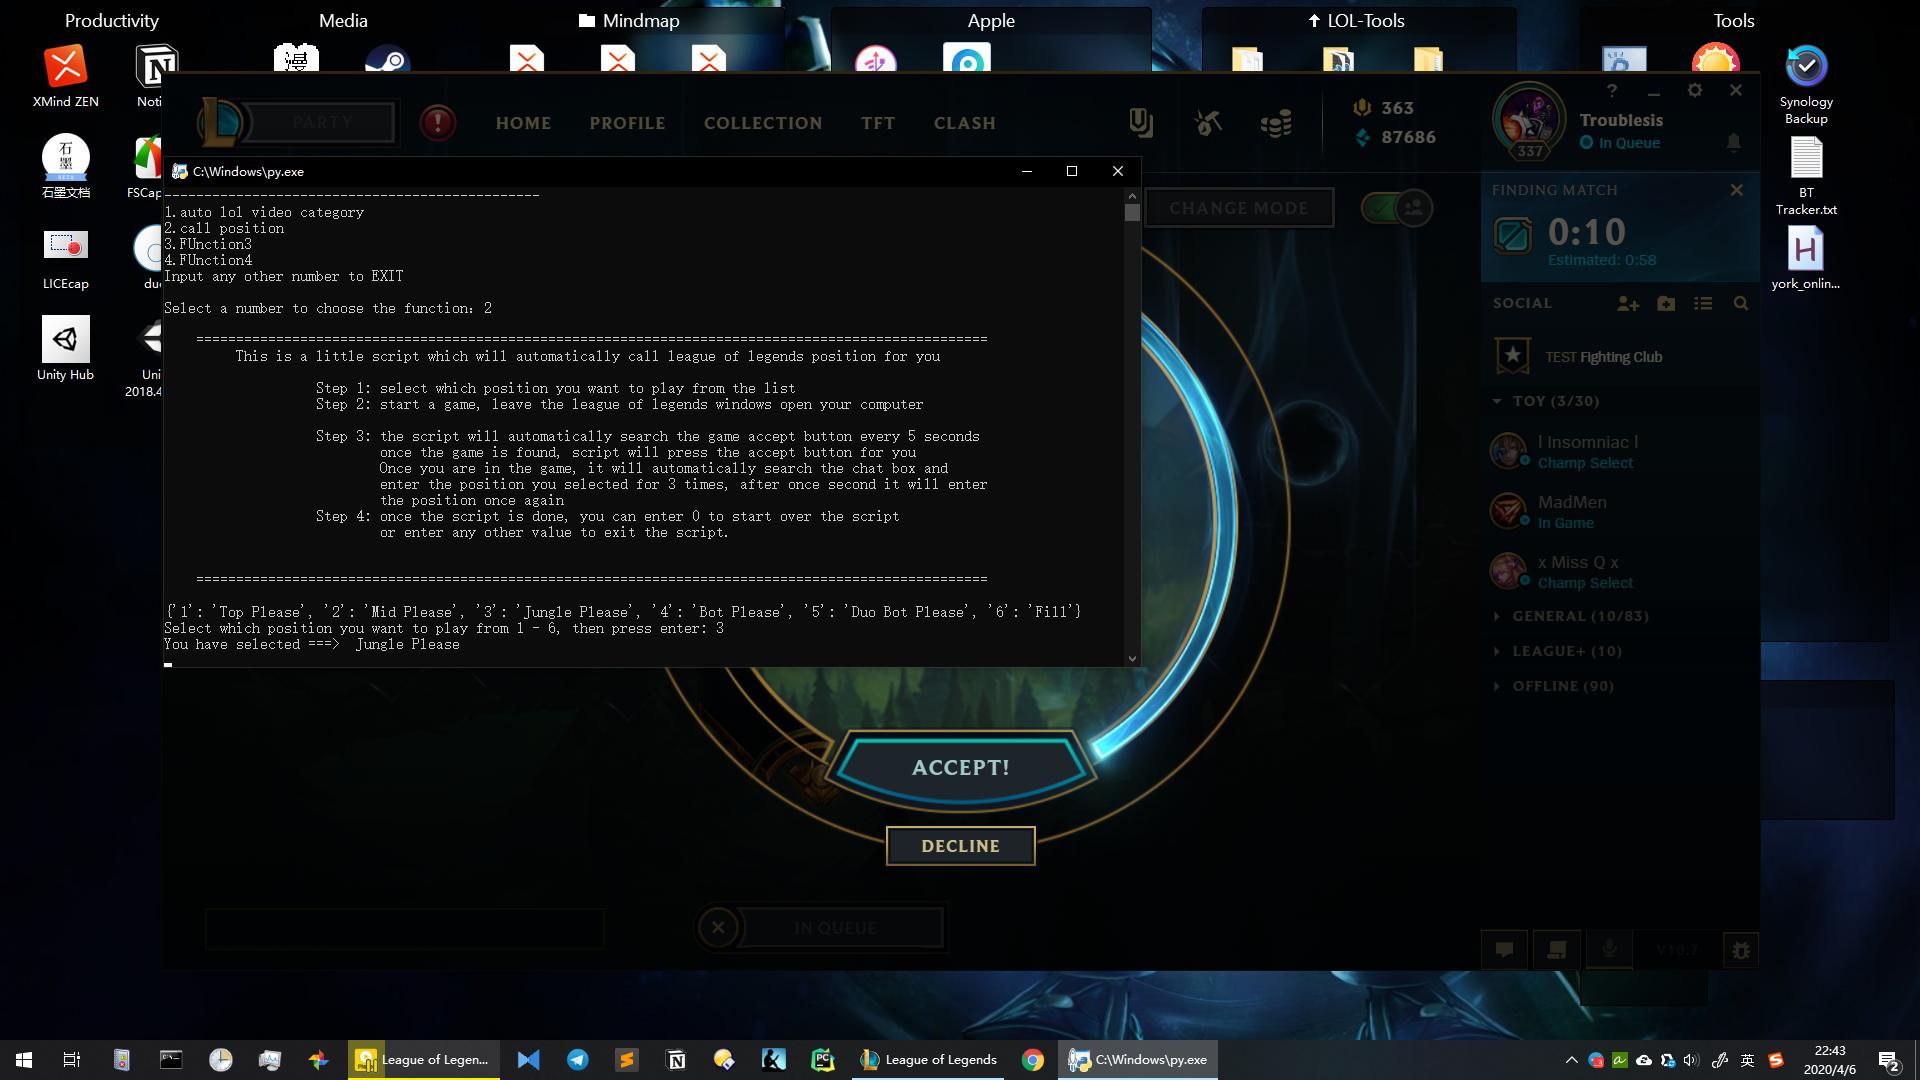 Productivity
Media
Mindmap
Apple
LOL-Tools
Tools
XMind ZEN
Noti
Synology
Backup
石墨文档
FSCap
BT
Tracker.txt
LICEcap
duc
york_onlin...
Unity Hub
Uni
2018.4
PARTY
HOME
PROFILE
COLLECTION
TFT
CLASH
363
87686
337
Troublesis
In Queue
C:\Windows\py.exe
1.auto lol video category
2.call position
3.FUnction3
4.FUnction4
Input any other number to EXIT
Select a number to choose the function: 2
=======================================================================================
This is a little script which will automatically call league of legends position for you
Step 1: select which position you want to play from the list
Step 2: start a game, leave the league of legends windows open your computer
Step 3: the script will automatically search the game accept button every 5 seconds
once the game is found, script will press the accept button for you
Once you are in the game, it will automatically search the chat box and
enter the position you selected for 3 times, after once second it will enter
the position once again
Step 4: once the script is done, you can enter 0 to start over the script
or enter any other value to exit the script.
=======================================================================================
{'1': 'Top Please', '2': 'Mid Please', '3': 'Jungle Please', '4': 'Bot Please', '5': 'Duo Bot Please', '6': 'Fill'}
Select which position you want to play from 1 - 6, then press enter: 3
You have selected ===>  Jungle Please
CHANGE MODE
FINDING MATCH
0:10
Estimated: 0:58
SOCIAL
TEST Fighting Club
TOY (3/30)
l Insomniac l
Champ Select
MadMen
In Game
x Miss Q x
Champ Select
GENERAL (10/83)
LEAGUE+ (10)
OFFLINE (90)
ACCEPT!
DECLINE
IN QUEUE
V10.7
League of Legen...
League of Legends
C:\Windows\py.exe
英
22:43
2020/4/6
2